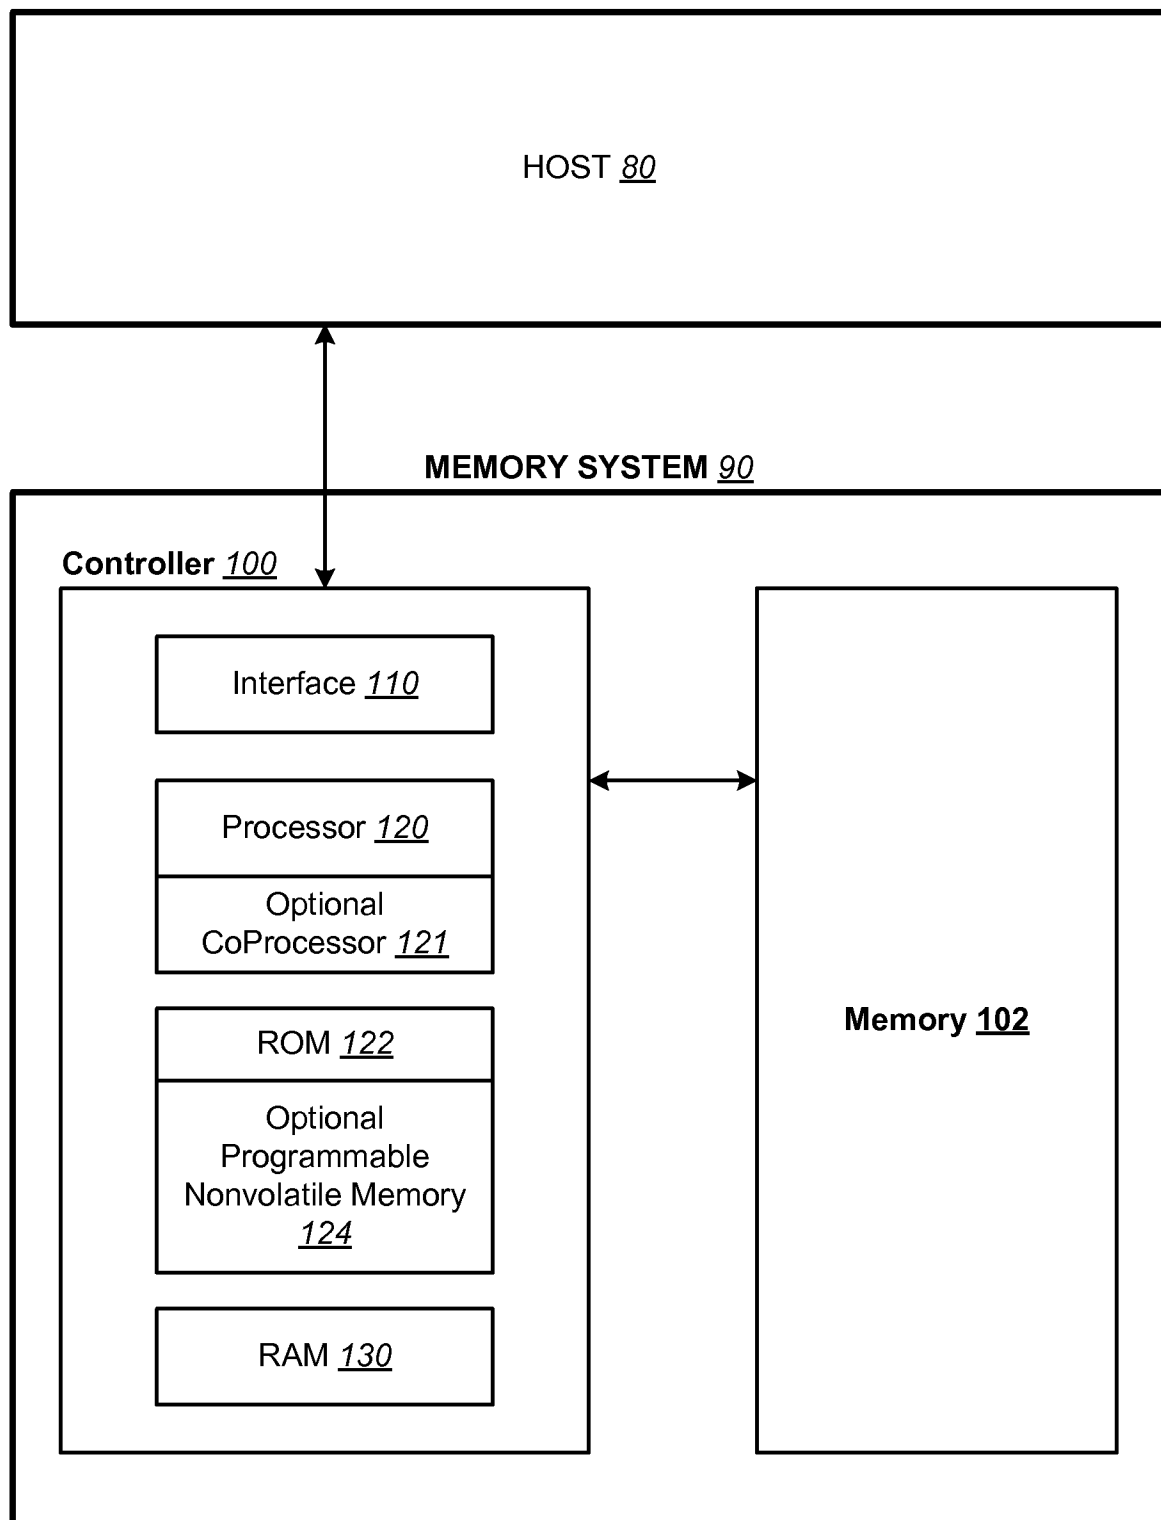 HOST 80
MEMORY SYSTEM 90
Controller 100
Interface 110
Processor 120
Optional
CoProcessor 121
ROM 122
Optional
Programmable
Nonvolatile Memory
124
RAM 130
Memory 102